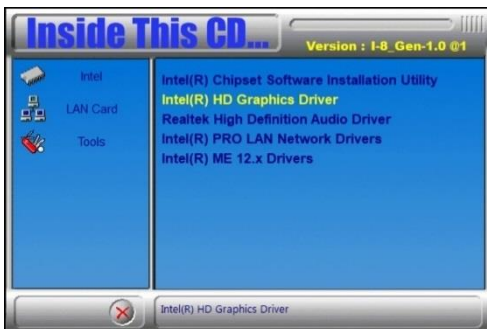 Inside This CD...
Version : I-8_Gen-1.0 @1
Intel
LAN Card
Tools
Intel(R) Chipset Software Installation Utility
Intel(R) HD Graphics Driver
Realtek High Definition Audio Driver
Intel(R) PRO LAN Network Drivers
Intel(R) ME 12.x Drivers
Intel(R) HD Graphics Driver